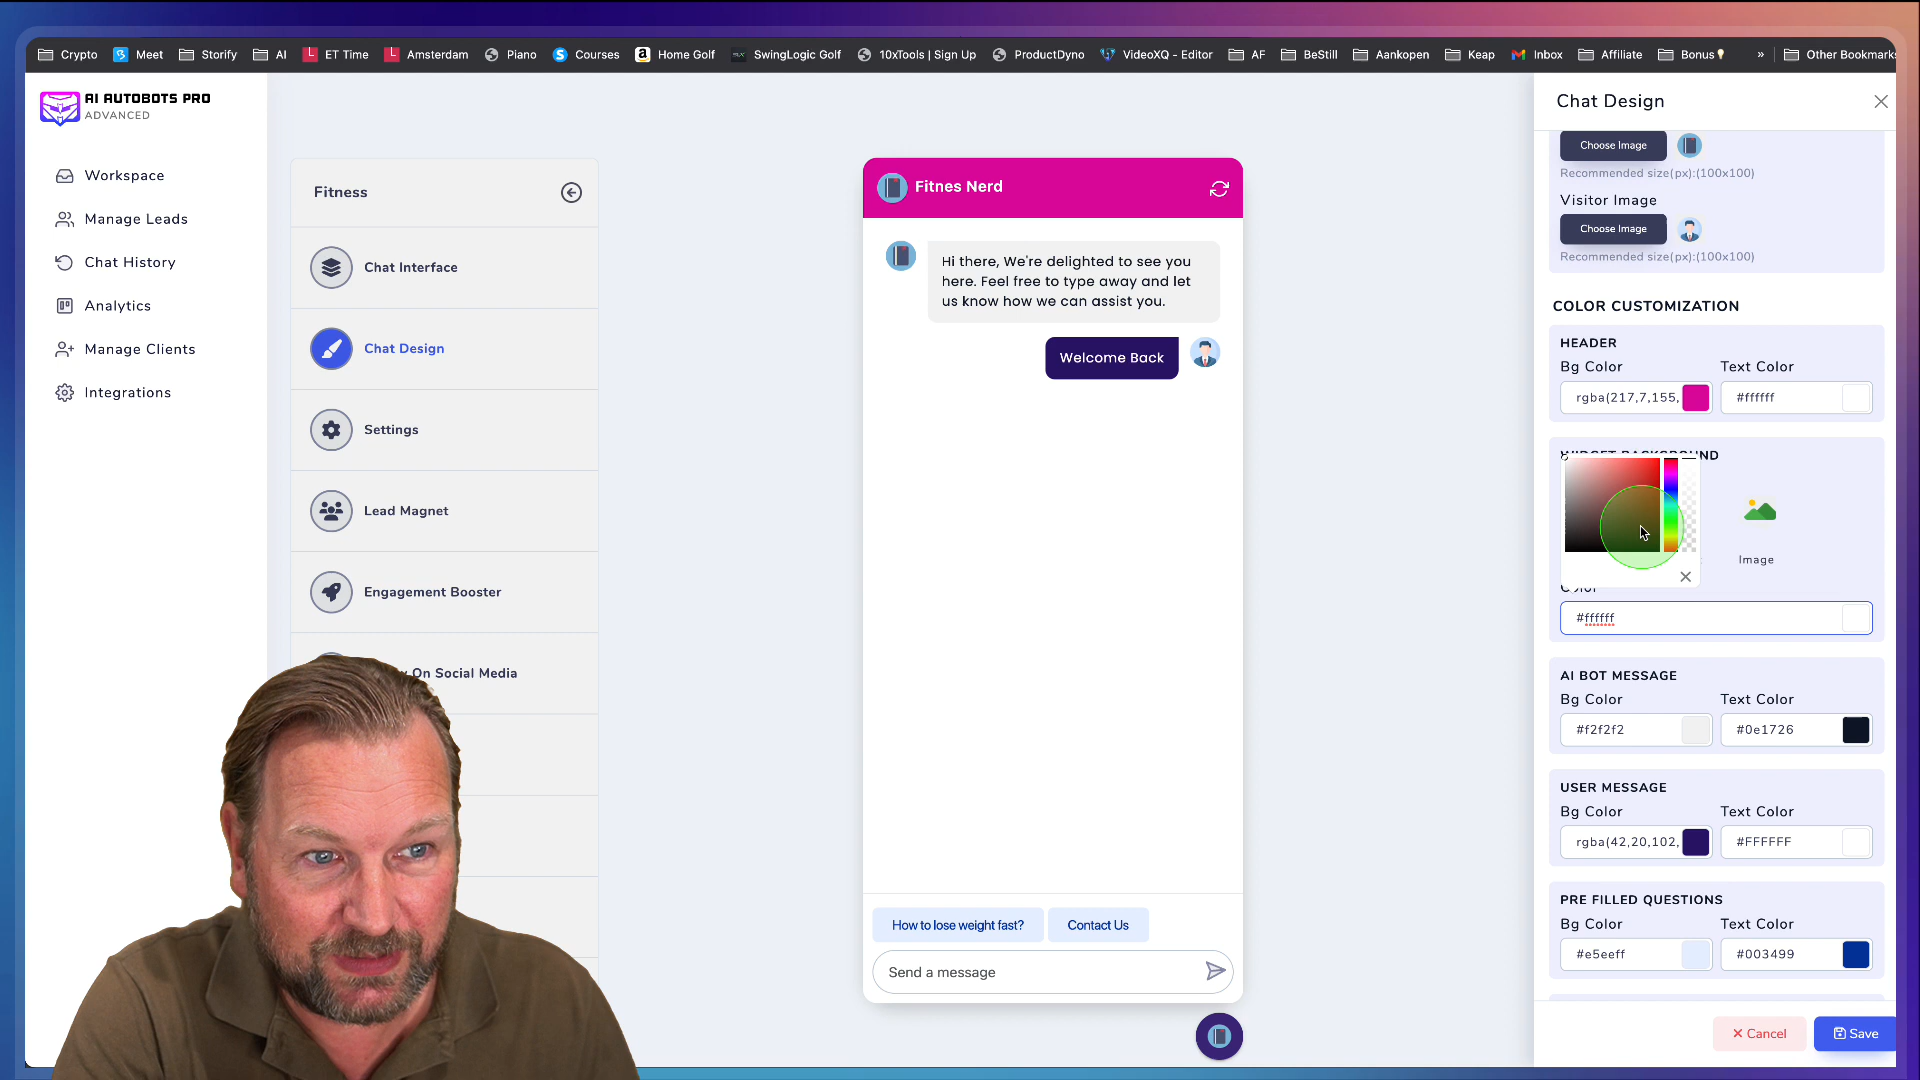 Crypto Meet Storify AI ET Time Amsterdam Piano Courses Home Golf SwingLogic Golf 10xTools | Sign Up ProductDyno VideoXQ - Editor AF BeStill Aankopen Keap Inbox Affiliate Bonus » Other Bookmarks
AI AUTOBOTS PRO
ADVANCED
Workspace
Manage Leads
Chat History
Analytics
Manage Clients
Integrations
Fitness
Chat Interface
Chat Design
Settings
Lead Magnet
Engagement Booster
On Social Media
Fitnes Nerd
Hi there, We're delighted to see you
here. Feel free to type away and let
us know how we can assist you.
Welcome Back
How to lose weight fast? Contact Us
Send a message
Chat Design
Choose Image
Recommended size(px):(100x100)
Visitor Image
Choose Image
Recommended size(px):(100x100)
COLOR CUSTOMIZATION
HEADER
Bg Color Text Color
rgba(217,7,155, #ffffff
WIDGET BACKGROUND
Image
Color
#ffffff
AI BOT MESSAGE
Bg Color Text Color
#f2f2f2 #0e1726
USER MESSAGE
Bg Color Text Color
rgba(42,20,102, #FFFFFF
PRE FILLED QUESTIONS
Bg Color Text Color
#e5eeff #003499
Cancel Save